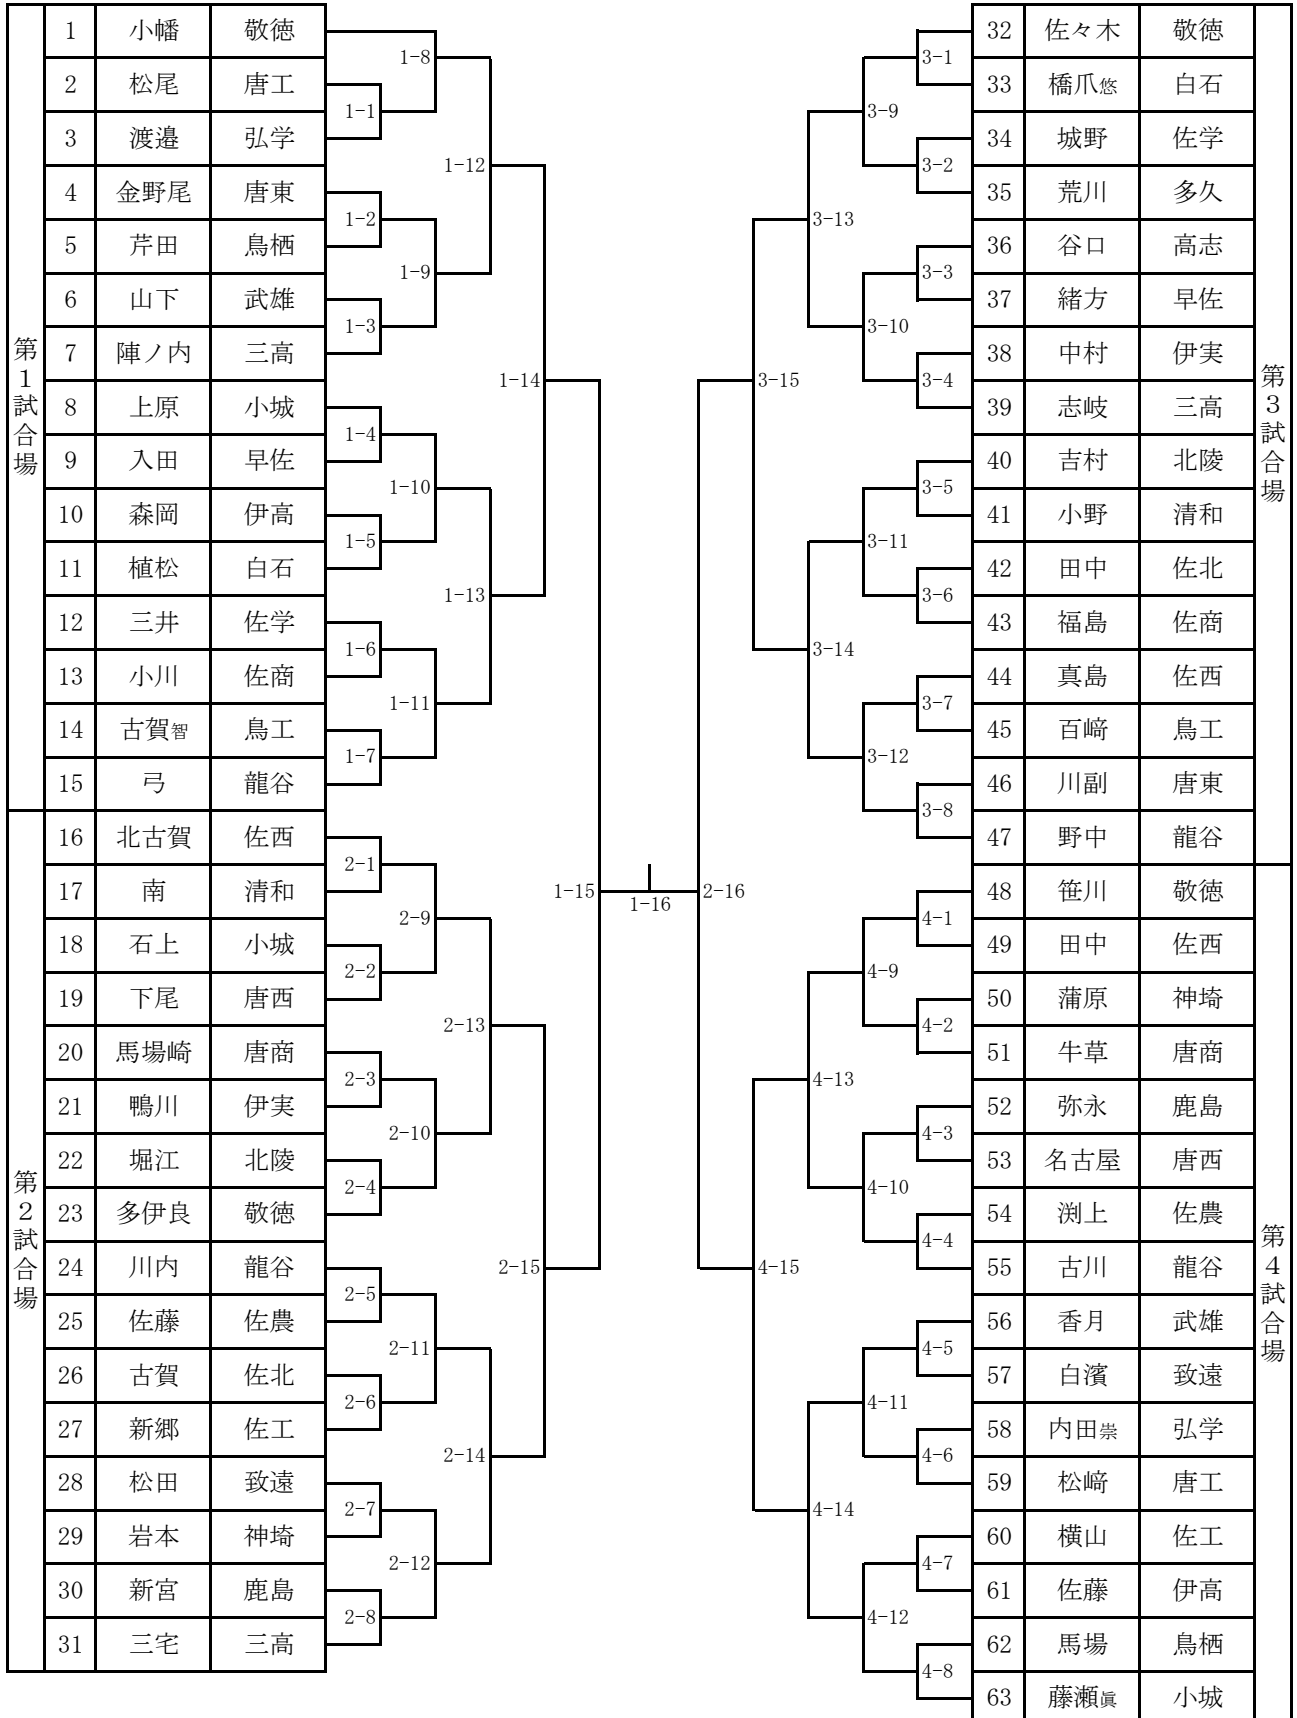 第1試合場
1 小幡 敬徳
2 松尾 唐工
3 渡邉 弘学
4 金野尾 唐東
5 芹田 鳥栖
6 山下 武雄
7 陣ノ内 三高
8 上原 小城
9 入田 早佐
10 森岡 伊高
11 植松 白石
12 三井 佐学
13 小川 佐商
14 古賀智 鳥工
15 弓 龍谷
第2試合場
16 北古賀 佐西
17 南 清和
18 石上 小城
19 下尾 唐西
20 馬場崎 唐商
21 鴨川 伊実
22 堀江 北陵
23 多伊良 敬徳
24 川内 龍谷
25 佐藤 佐農
26 古賀 佐北
27 新郷 佐工
28 松田 致遠
29 岩本 神埼
30 新宮 鹿島
31 三宅 三高
1-8
1-1
1-12
1-2
1-9
1-3
1-14
1-4
1-10
1-5
1-13
1-6
1-11
1-7
2-1
1-15
2-9
2-2
2-13
2-3
2-10
2-4
2-15
2-5
2-11
2-6
2-14
2-7
2-12
2-8
1-16
2-16
3-1
3-9
3-2
3-13
3-3
3-10
3-4
3-15
3-5
3-11
3-6
3-14
3-7
3-12
3-8
4-1
4-9
4-2
4-13
4-3
4-10
4-4
4-15
4-5
4-11
4-6
4-14
4-7
4-12
4-8
第3試合場
32 佐々木 敬徳
33 橋爪悠 白石
34 城野 佐学
35 荒川 多久
36 谷口 高志
37 緒方 早佐
38 中村 伊実
39 志岐 三高
40 吉村 北陵
41 小野 清和
42 田中 佐北
43 福島 佐商
44 真島 佐西
45 百﨑 鳥工
46 川副 唐東
47 野中 龍谷
第4試合場
48 笹川 敬徳
49 田中 佐西
50 蒲原 神埼
51 牛草 唐商
52 弥永 鹿島
53 名古屋 唐西
54 渕上 佐農
55 古川 龍谷
56 香月 武雄
57 白濱 致遠
58 内田崇 弘学
59 松﨑 唐工
60 横山 佐工
61 佐藤 伊高
62 馬場 鳥栖
63 藤瀬眞 小城